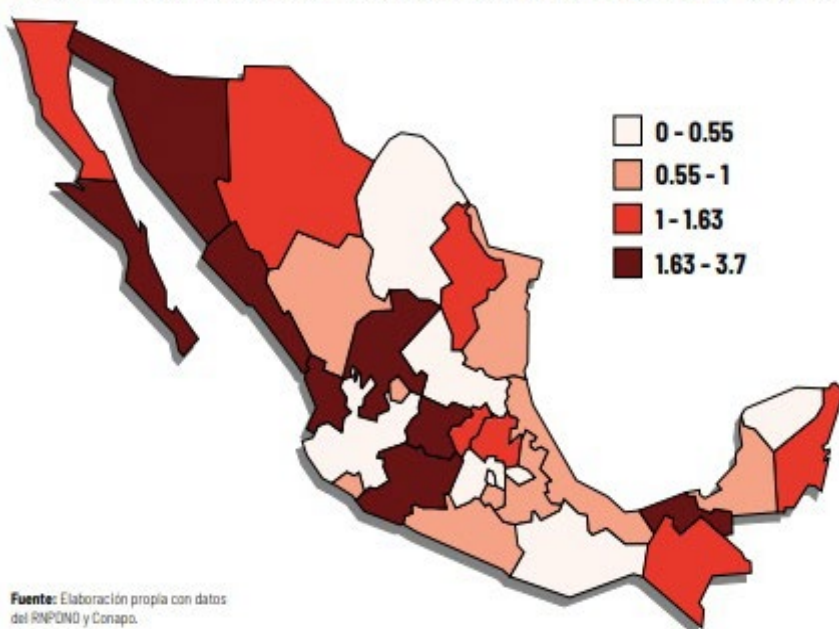 0 - 0.55
0.55 - 1
1 - 1.63
1.63 - 3.7
Fuente: Elaboración propia con datos
del RNPDNO y Conapo.